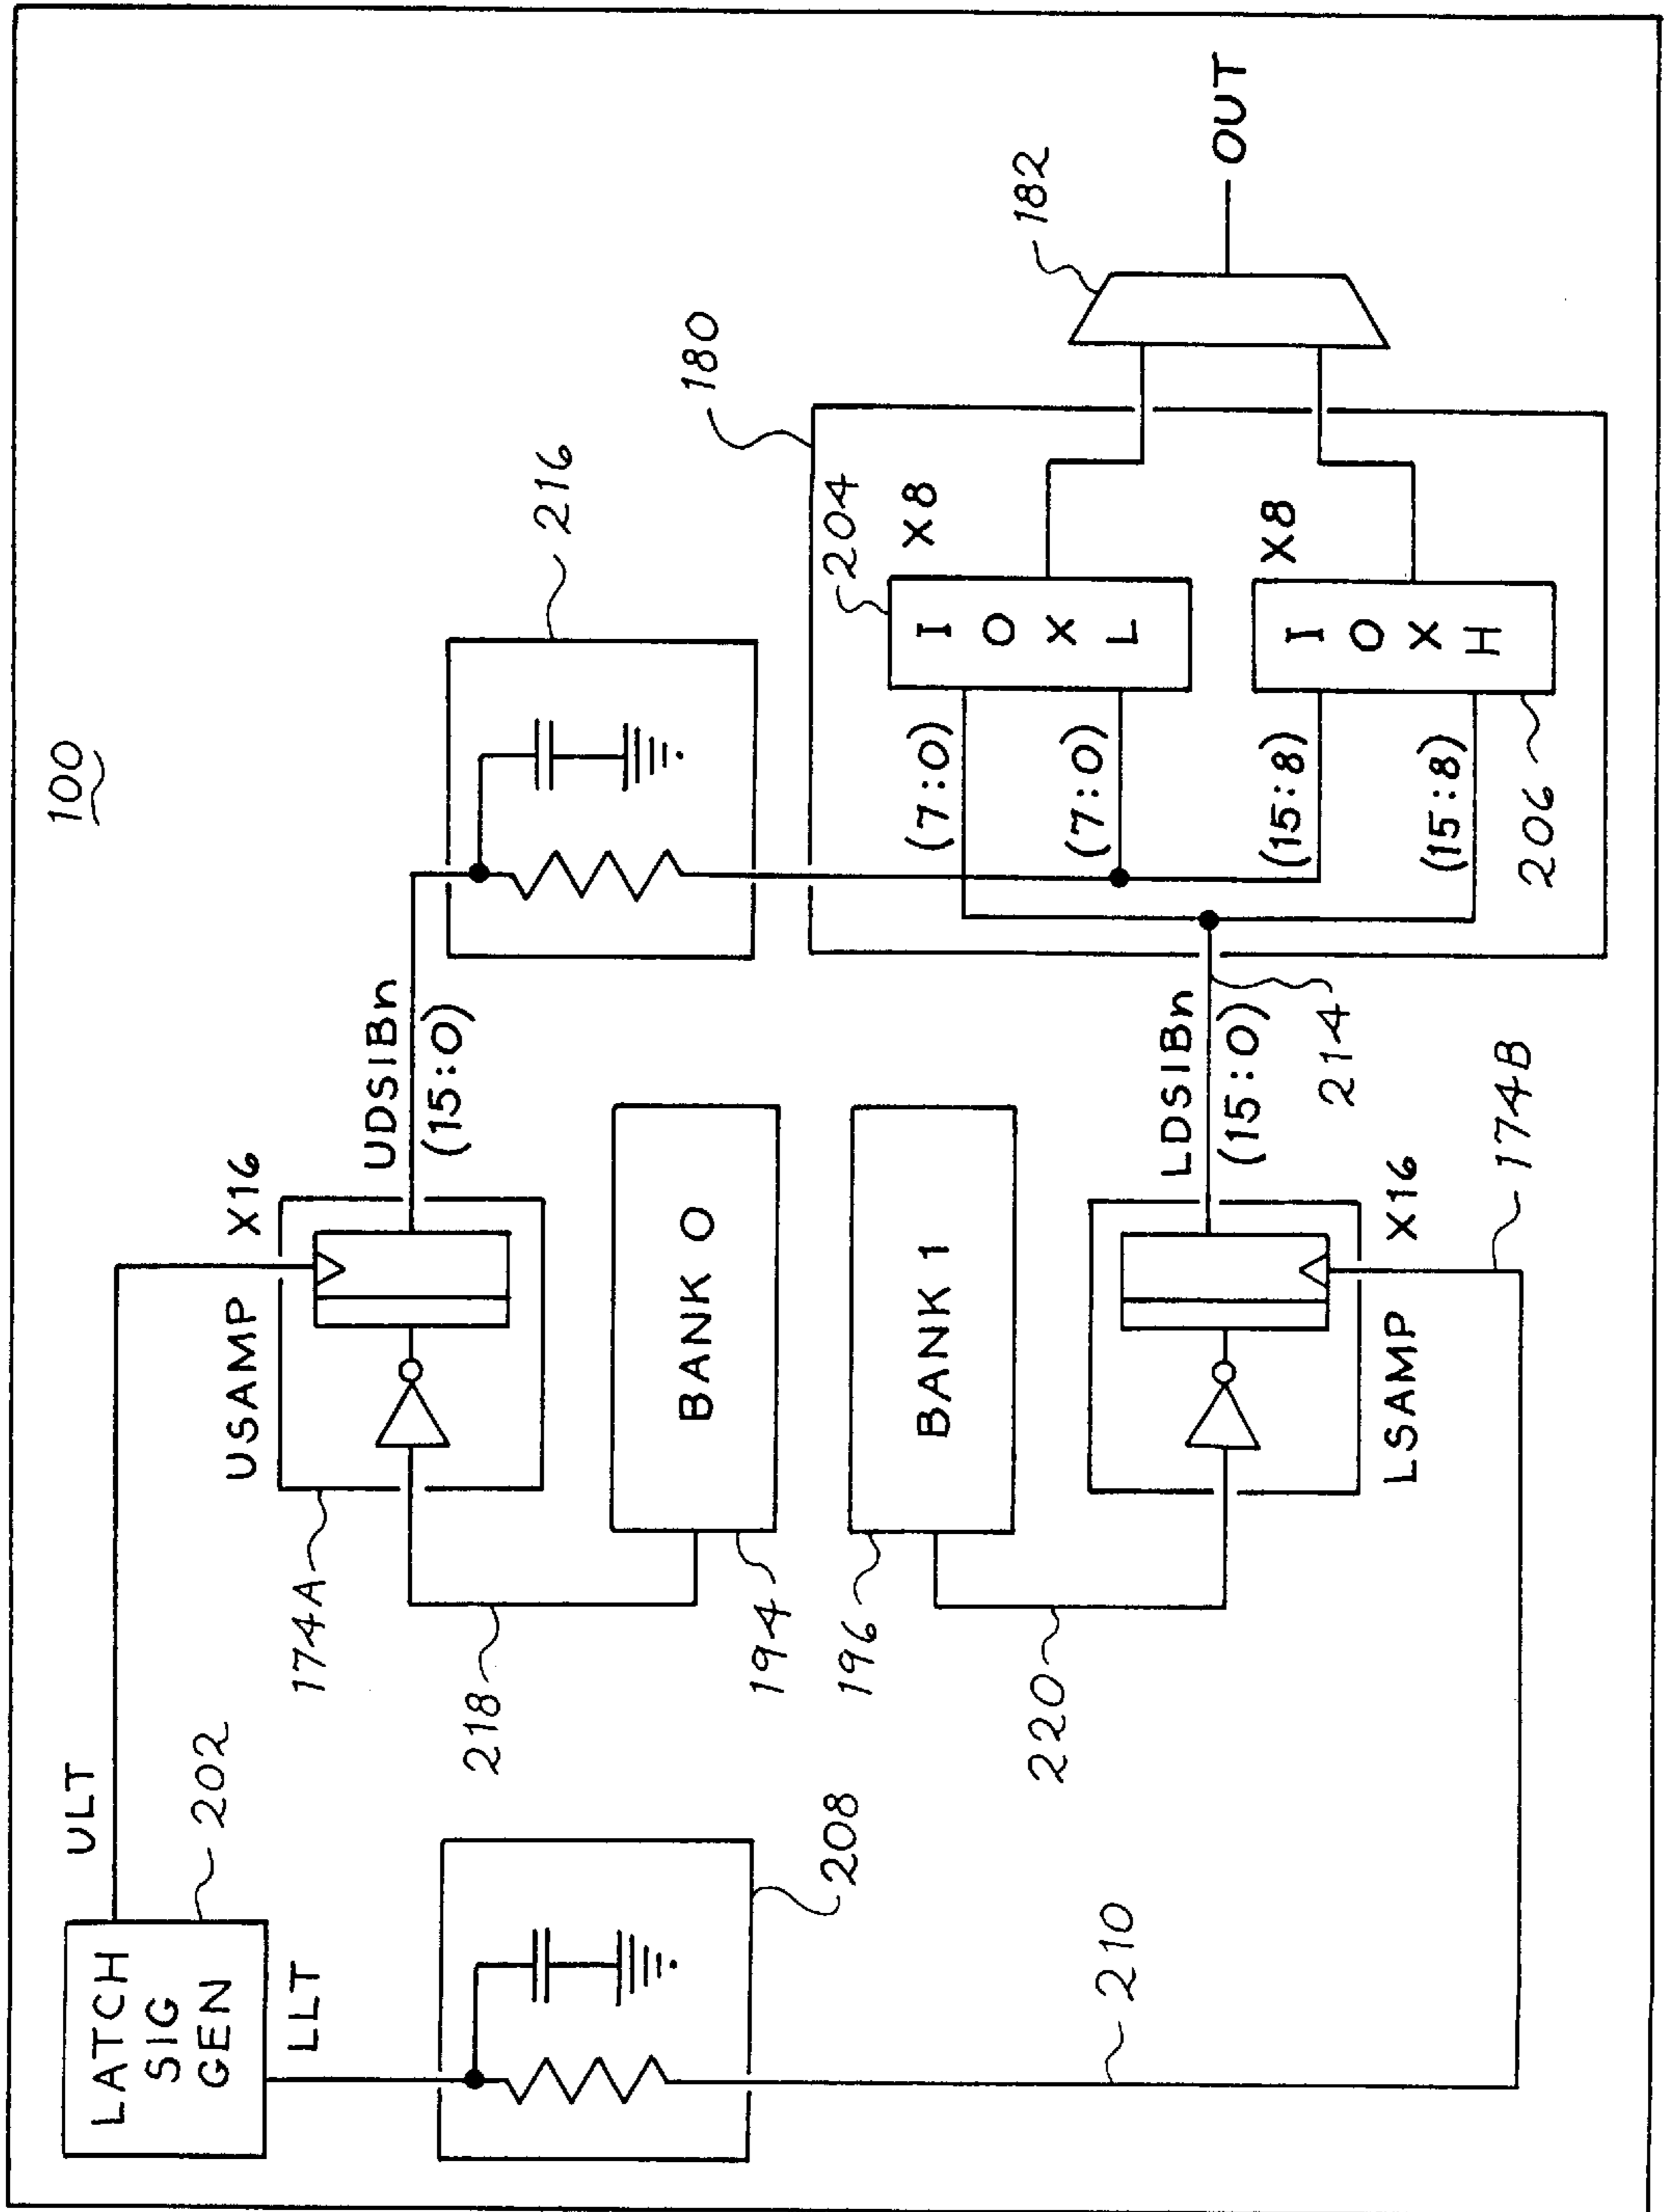 100
LATCH
SIG
GEN
ULT
202
LLT
208
210
174A
USAMP X16
218
194
BANK 0
196
BANK 1
220
LSAMP X16
174B
UDSIBn
(15:0)
LDSIBn
(15:0)
214
216
180
(7:0)
(7:0)
(15:8)
(15:8)
204
X8
I
O
X
L
X8
I
O
X
H
206
182
OUT